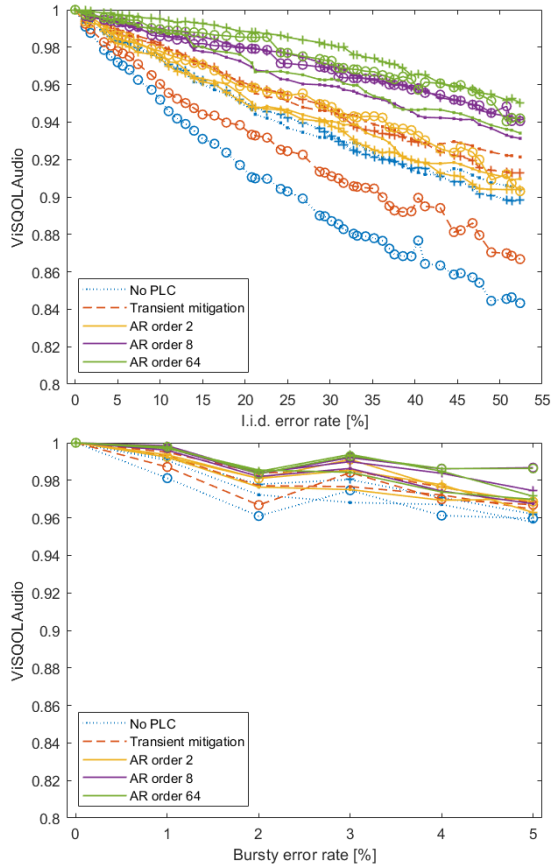 1
0.98
0.96
0.94
0.92
0.9
0.88
0.86
0.84
0.82
0.8
ViSQOLAudio
No PLC
Transient mitigation
AR order 2
AR order 8
AR order 64
0 5 10 15 20 25 30 35 40 45 50 55
I.i.d. error rate [%]
1
0.98
0.96
0.94
0.92
0.9
0.88
0.86
0.84
0.82
0.8
ViSQOLAudio
No PLC
Transient mitigation
AR order 2
AR order 8
AR order 64
0 1 2 3 4 5
Bursty error rate [%]